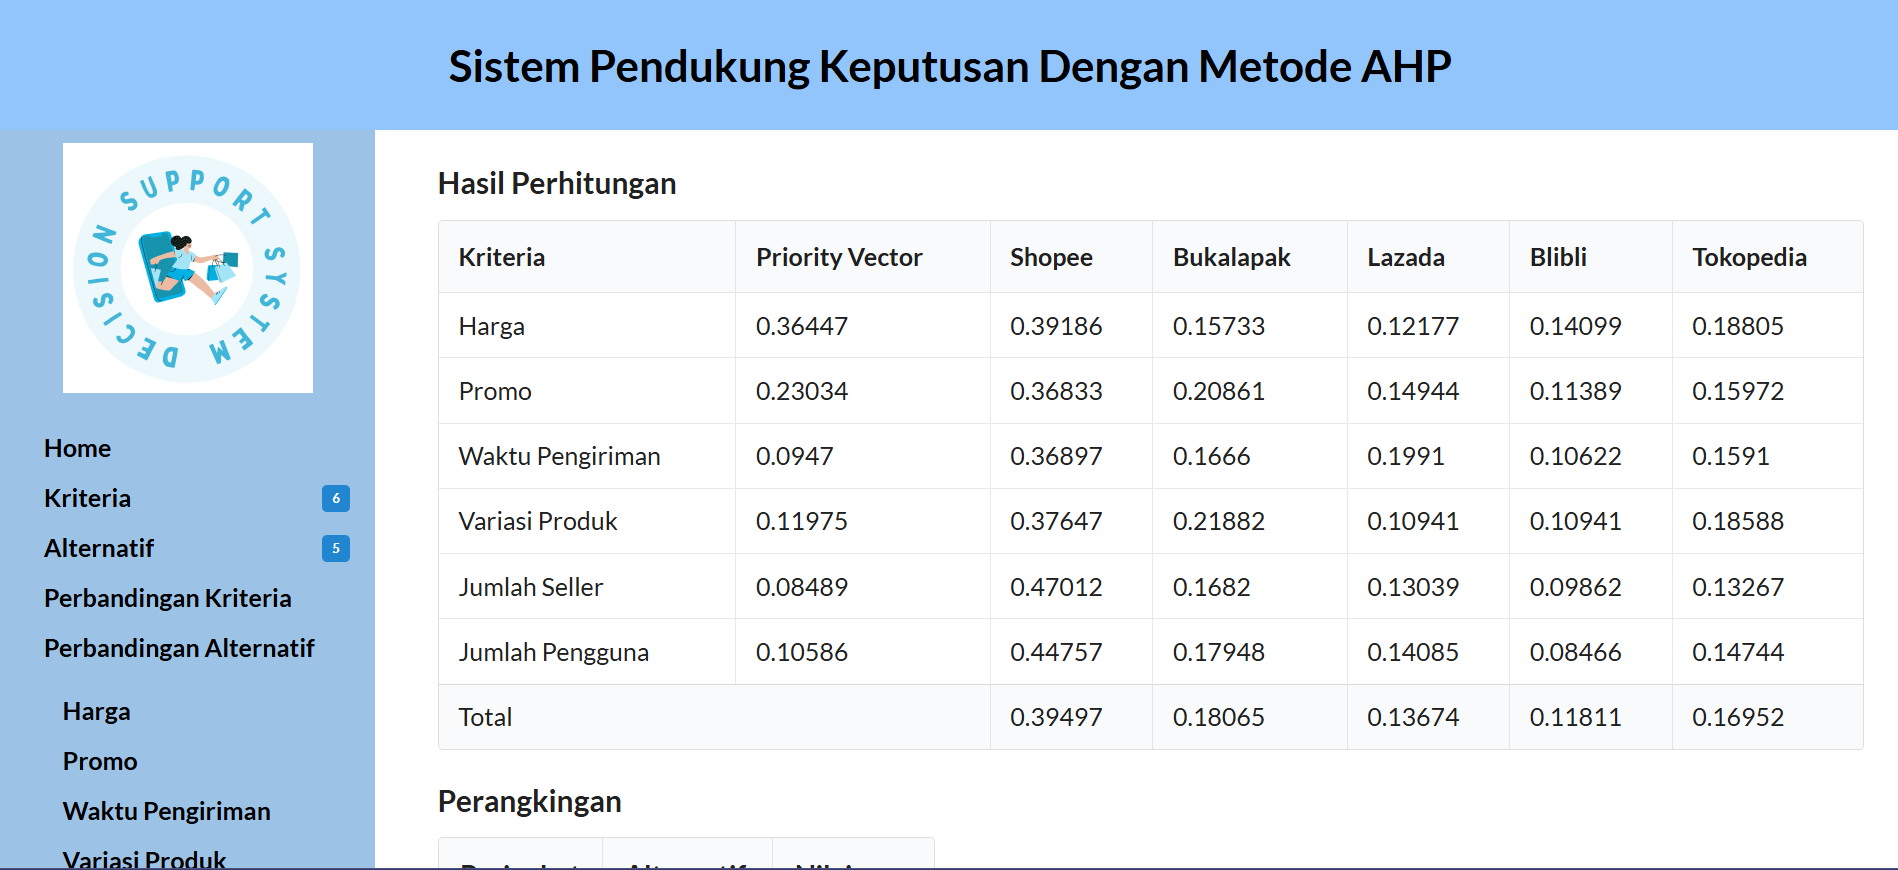 Sistem Pendukung Keputusan Dengan Metode AHP
DECISION SUPPORT SYSTEM
Home
Kriteria 6
Alternatif 5
Perbandingan Kriteria
Perbandingan Alternatif
Harga
Promo
Waktu Pengiriman
Variasi Produk
Hasil Perhitungan
Kriteria Priority Vector Shopee Bukalapak Lazada Blibli Tokopedia
Harga 0.36447 0.39186 0.15733 0.12177 0.14099 0.18805
Promo 0.23034 0.36833 0.20861 0.14944 0.11389 0.15972
Waktu Pengiriman 0.0947 0.36897 0.1666 0.1991 0.10622 0.1591
Variasi Produk 0.11975 0.37647 0.21882 0.10941 0.10941 0.18588
Jumlah Seller 0.08489 0.47012 0.1682 0.13039 0.09862 0.13267
Jumlah Pengguna 0.10586 0.44757 0.17948 0.14085 0.08466 0.14744
Total 0.39497 0.18065 0.13674 0.11811 0.16952
Perangkingan